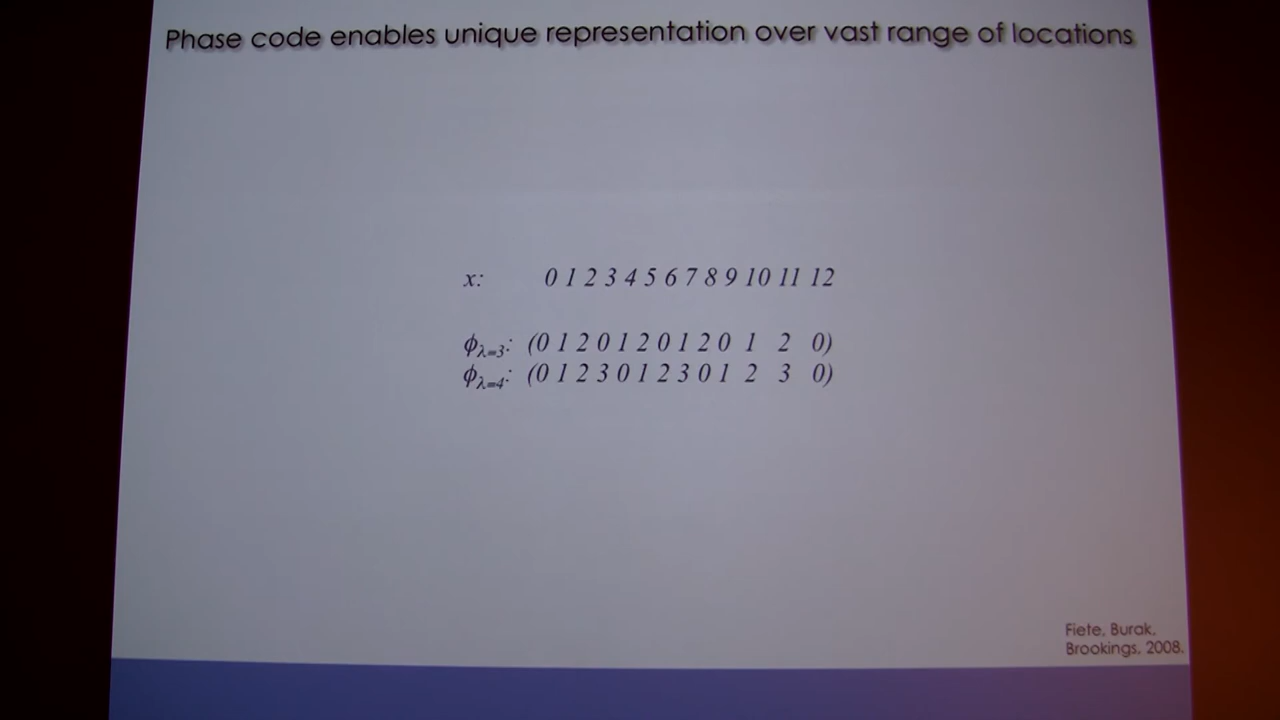 Phase code enables unique representation over vast range of locations
x: 0 1 2 3 4 5 6 7 8 9 10 11 12
ϕλ=3: (0 1 2 0 1 2 0 1 2 0 1 2 0)
ϕλ=4: (0 1 2 3 0 1 2 3 0 1 2 3 0)
Fiete, Burak,
Brookings, 2008.